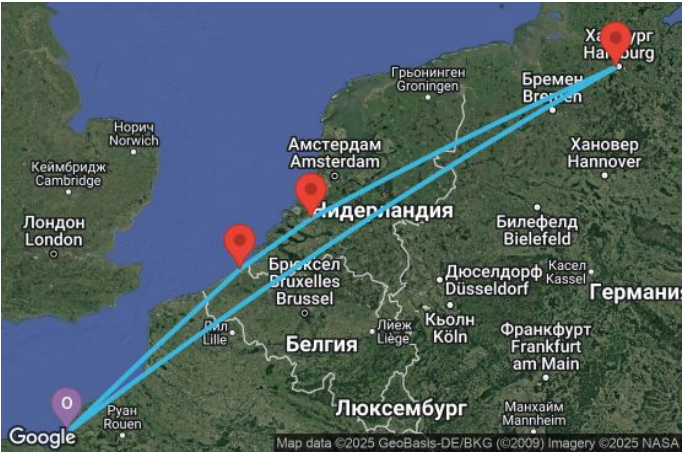 Хамбург
Hamburg
Грьонинген
Groningen
Бремен
Bremen
Норич
Norwich
Амстердам
Amsterdam
Хановер
Hannover
Кеймбридж
Cambridge
Нидерландия
Лондон
London
Билефелд
Bielefeld
Брюксел
Bruxelles
Brussel
Дюселдорф
Düsseldorf
Касел
Kassel
Германия
Лил
Lille
Лиеж
Liège
Кьолн
Köln
Белгия
Франкфурт
Frankfurt
am Main
O
Руан
Rouen
Люксембург
Манхайм
Mannheim
Google
Map data ©2025 GeoBasis-DE/BKG (©2009) Imagery ©2025 NASA